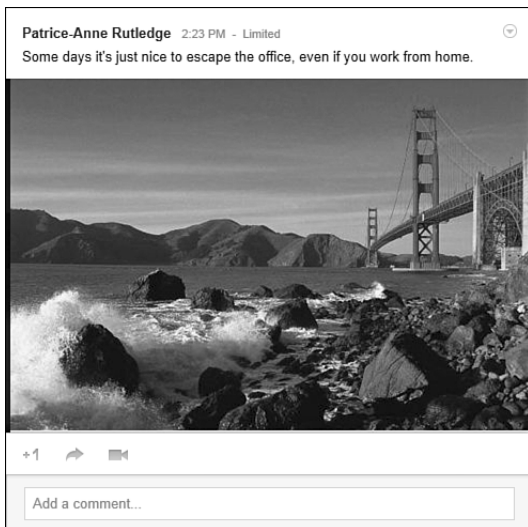 Patrice-Anne Rutledge 2:23 PM - Limited
Some days it's just nice to escape the office, even if you work from home.
+1
Add a comment...